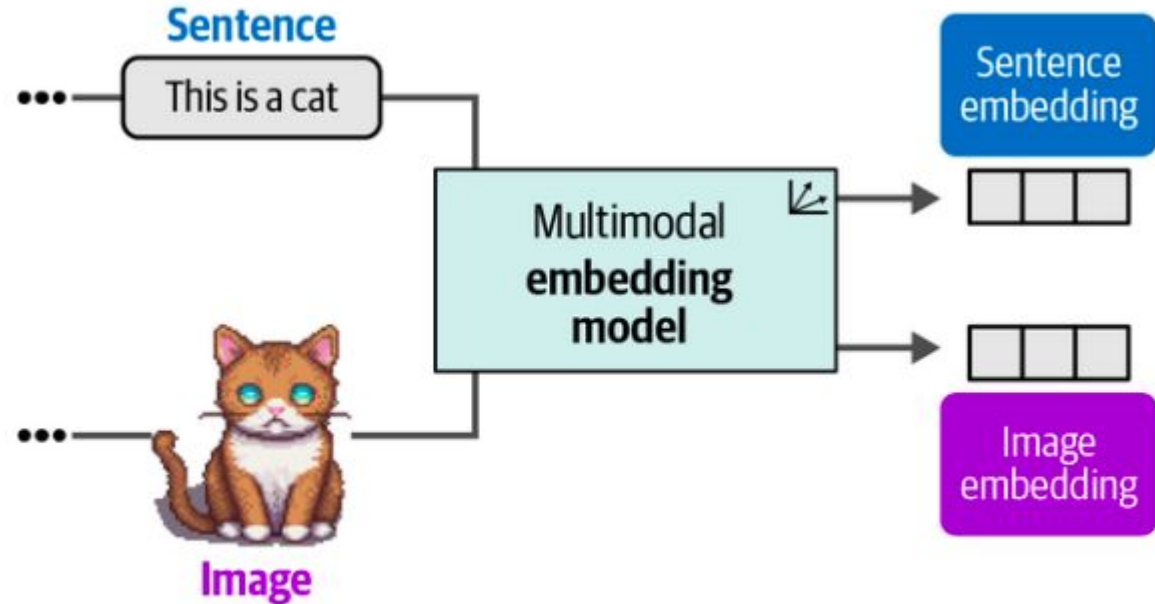 Sentence
This is a cat
Sentence
embedding
Multimodal
embedding
model
Image
embedding
Image